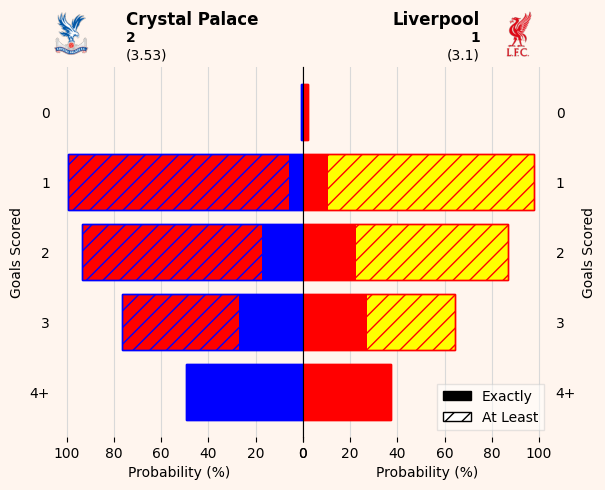 Crystal Palace
2
(3.53)
Liverpool
1
(3.1)
L.F.C.
Goals Scored
0
1
2
3
4+
0
1
2
3
4+
Goals Scored
Exactly
At Least
100 80 60 40 20 0
0 20 40 60 80 100
Probability (%)
Probability (%)